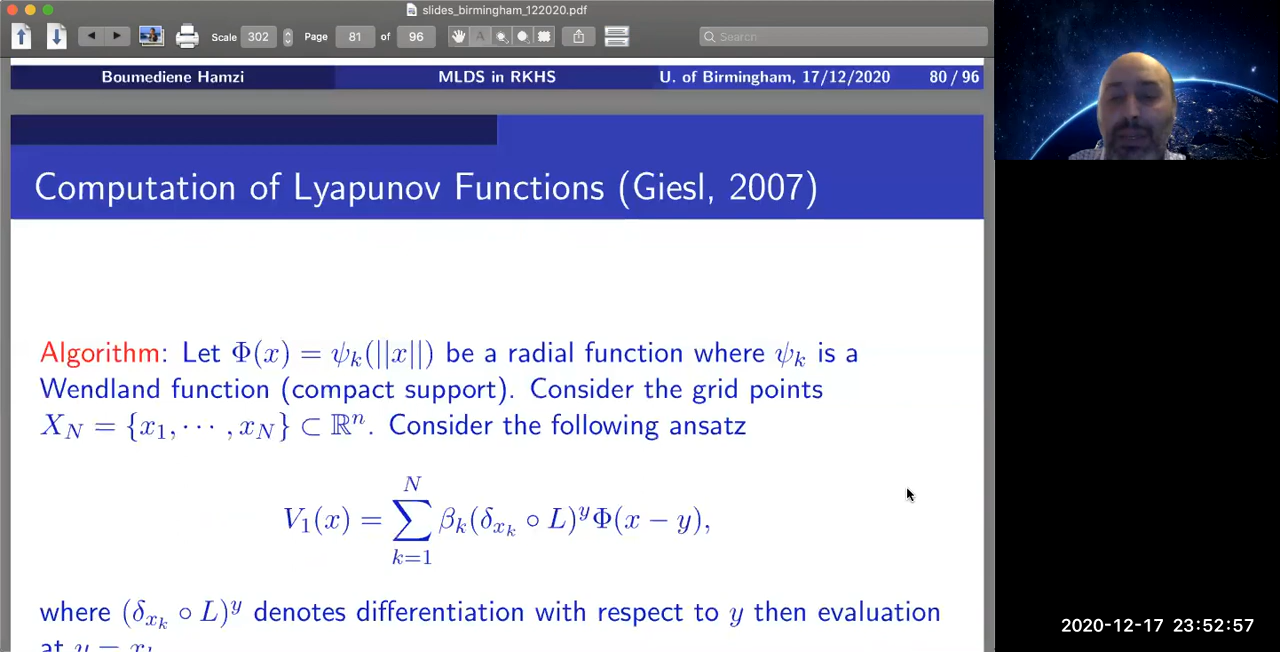 slides_birmingham_122020.pdf
Scale 302 Page 81 of 96 Search
Boumediene Hamzi MLDS in RKHS U. of Birmingham, 17/12/2020 80 / 96
Computation of Lyapunov Functions (Giesl, 2007)
Algorithm: Let Φ(x) = ψ_k(||x||) be a radial function where ψ_k is a
Wendland function (compact support). Consider the grid points
X_N = {x_1, ⋯ , x_N} ⊂ ℝ^n. Consider the following ansatz
V_1(x) = ∑_{k=1}^{N} β_k(δ_{x_k} ∘ L)^y Φ(x − y),
where (δ_{x_k} ∘ L)^y denotes differentiation with respect to y then evaluation
2020-12-17 23:52:57